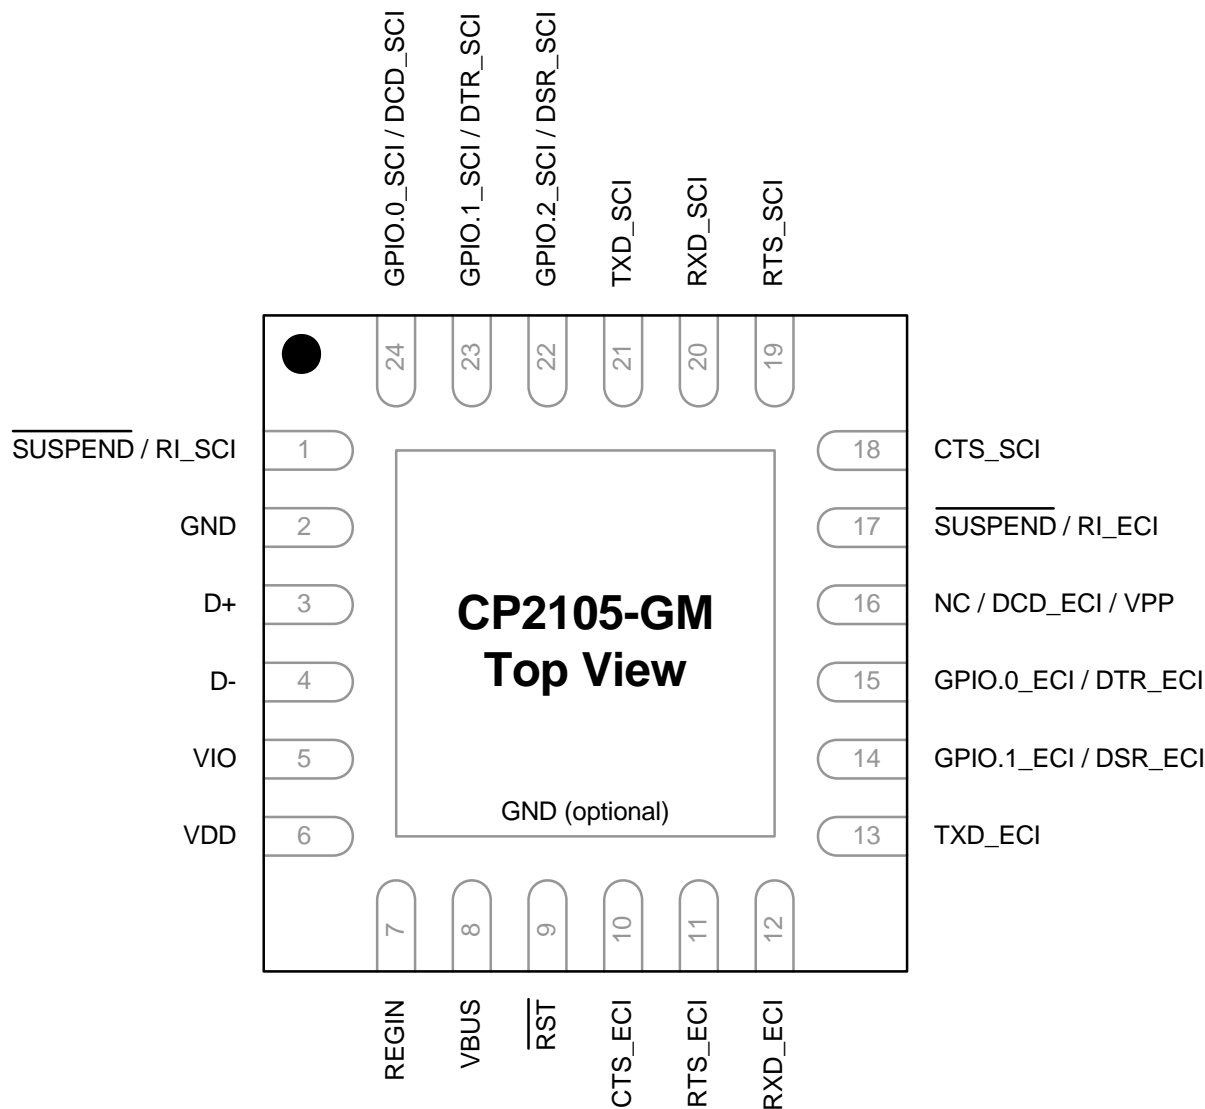 GPIO.0_SCI / DCD_SCI
GPIO.1_SCI / DTR_SCI
GPIO.2_SCI / DSR_SCI
TXD_SCI
RXD_SCI
RTS_SCI
24
23
22
21
20
19
SUSPEND / RI_SCI
1
18
CTS_SCI
GND
2
17
SUSPEND / RI_ECI
D+
3
16
NC / DCD_ECI / VPP
D-
4
15
GPIO.0_ECI / DTR_ECI
VIO
5
14
GPIO.1_ECI / DSR_ECI
VDD
6
13
TXD_ECI
CP2105-GM
Top View
GND (optional)
7
8
9
10
11
12
REGIN
VBUS
RST
CTS_ECI
RTS_ECI
RXD_ECI